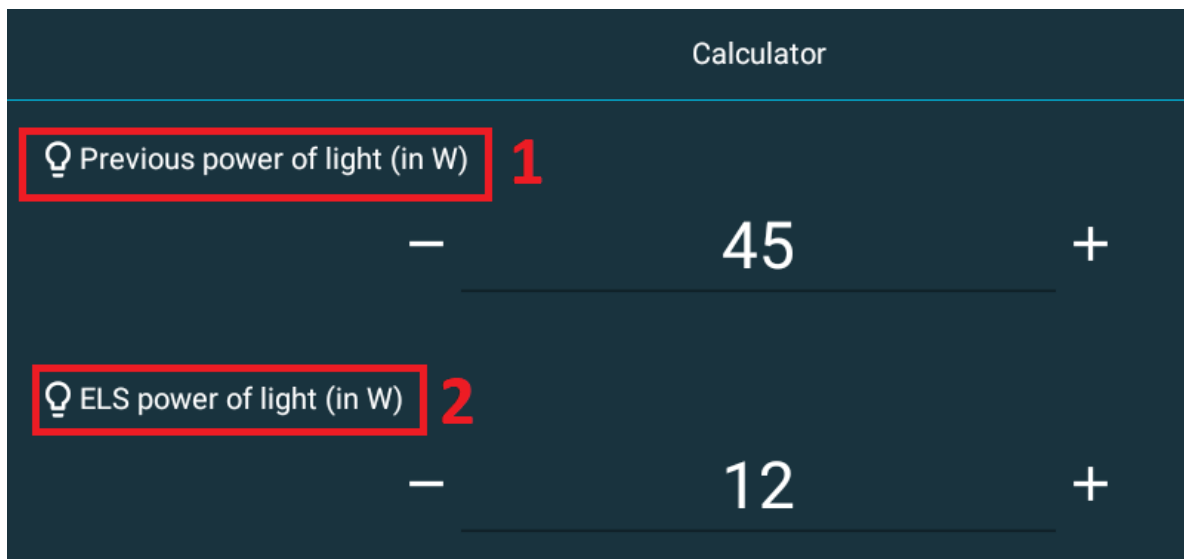 Calculator
Previous power of light (in W) 1
− 45 +
ELS power of light (in W) 2
− 12 +